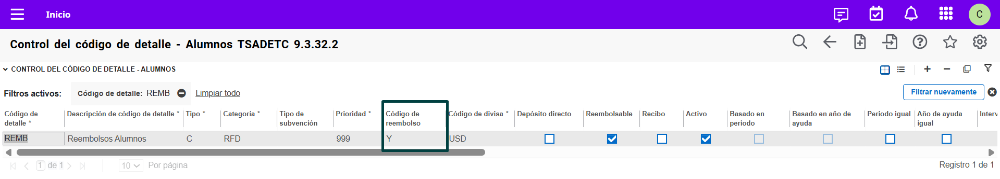 Inicio
C
Control del código de detalle - Alumnos TSADETC 9.3.32.2
CONTROL DEL CÓDIGO DE DETALLE - ALUMNOS
Filtros activos: Código de detalle: REMB Limpiar todo Filtrar nuevamente
Código de detalle * Descripción de código de detalle * Tipo * Categoría * Tipo de subvención Prioridad * Código de reembolso Código de divisa * Depósito directo Reembolsable Recibo Activo Basado en periodo Basado en año de ayuda Periodo igual Año de ayuda igual Interv
REMB Reembolsos Alumnos C RFD 999 Y USD
1 de 1 10 Por página Registro 1 de 1